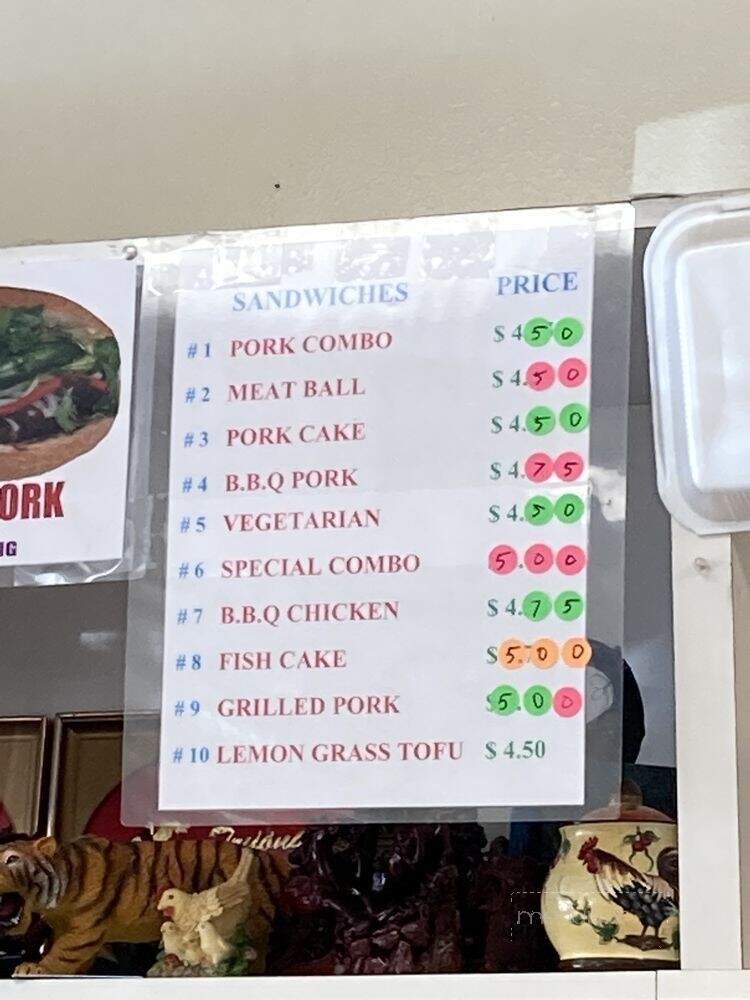 SANDWICHES PRICE
# 1 PORK COMBO $ 4 50
# 2 MEAT BALL $ 4.50
# 3 PORK CAKE $ 4.50
# 4 B.B.Q PORK $ 4.75
# 5 VEGETARIAN $ 4.50
# 6 SPECIAL COMBO 5.00
# 7 B.B.Q CHICKEN $ 4.75
# 8 FISH CAKE $ 5.00
# 9 GRILLED PORK $5.00
# 10 LEMON GRASS TOFU $ 4.50
ORK
IG